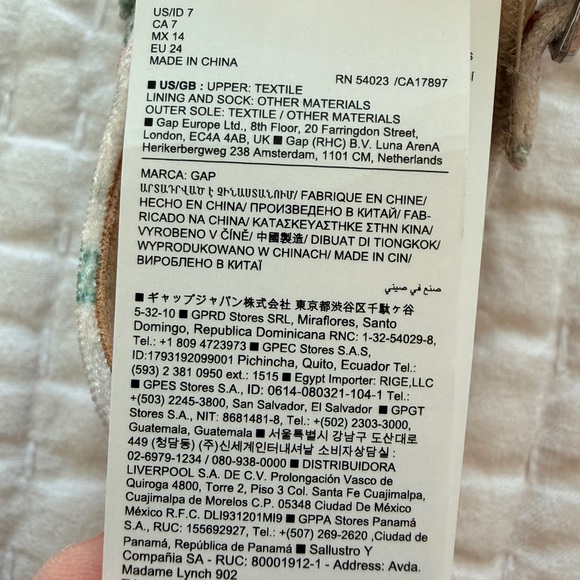 US/ID 7
CA 7
MX 14
EU 24
MADE IN CHINA
RN 54023 /CA17897
■ US/GB : UPPER: TEXTILE
LINING AND SOCK: OTHER MATERIALS
OUTER SOLE: TEXTILE / OTHER MATERIALS
■ Gap Europe Ltd., 8th Floor, 20 Farringdon Street,
London, EC4A 4AB, UK ■ Gap (RHC) B.V. Luna ArenA
Herikerbergweg 238 Amsterdam, 1101 CM, Netherlands
MARCA: GAP
ԱՐՏԱԴՐՎԱԾ Է ՉԻՆԱՍՏԱՆՈՒՄ/ FABRIQUE EN CHINE/
HECHO EN CHINA/ ПРОИЗВЕДЕНО В КИТАЙ/ FAB-
RICADO NA CHINA/ ΚΑΤΑΣΚΕΥΑΣΤΗΚΕ ΣΤΗΝ ΚΙΝΑ/
VYROBENO V ČÍNĚ/ 中國製造/ DIBUAT DI TIONGKOK/
WYPRODUKOWANO W CHINACH/ MADE IN CIN/
ВИРОБЛЕНО В КИТАЇ
صنع في صيني
■ ギャップジャパン株式会社 東京都渋谷区千駄ヶ谷
5-32-10 ■ GPRD Stores SRL, Miraflores, Santo
Domingo, Republica Dominicana RNC: 1-32-54029-8,
Tel.: +1 809 4723973 ■ GPEC Stores S.A.S,
ID:1793192099001 Pichincha, Quito, Ecuador Tel.:
(593) 2 381 0950 ext.: 1515 ■ Egypt Importer: RIGE,LLC
■ GPES Stores S.A., ID: 0614-080321-104-1 Tel.:
+(503) 2245-3800, San Salvador, El Salvador ■ GPGT
Stores S.A., NIT: 8681481-8, Tel.: +(502) 2303-3000,
Guatemala, Guatemala ■ 서울특별시 강남구 도산대로
449 (청담동) (주)신세계인터내셔날 소비자상담실 :
02-6979-1234 / 080-938-0000 ■ DISTRIBUIDORA
LIVERPOOL S.A. DE C.V. Prolongación Vasco de
Quiroga 4800, Torre 2, Piso 3 Col. Santa Fe Cuajimalpa,
Cuajimalpa de Morelos C.P. 05348 Ciudad De México
México R.F.C. DLI931201MI9 ■ GPPA Stores Panamá
S.A., RUC: 155692927, Tel.: +(507) 269-2620 ,Ciudad de
Panamá, República de Panamá ■ Sallustro Y
Compañia SA - RUC: 80001912-1 - Address: Avda.
Madame Lynch 902